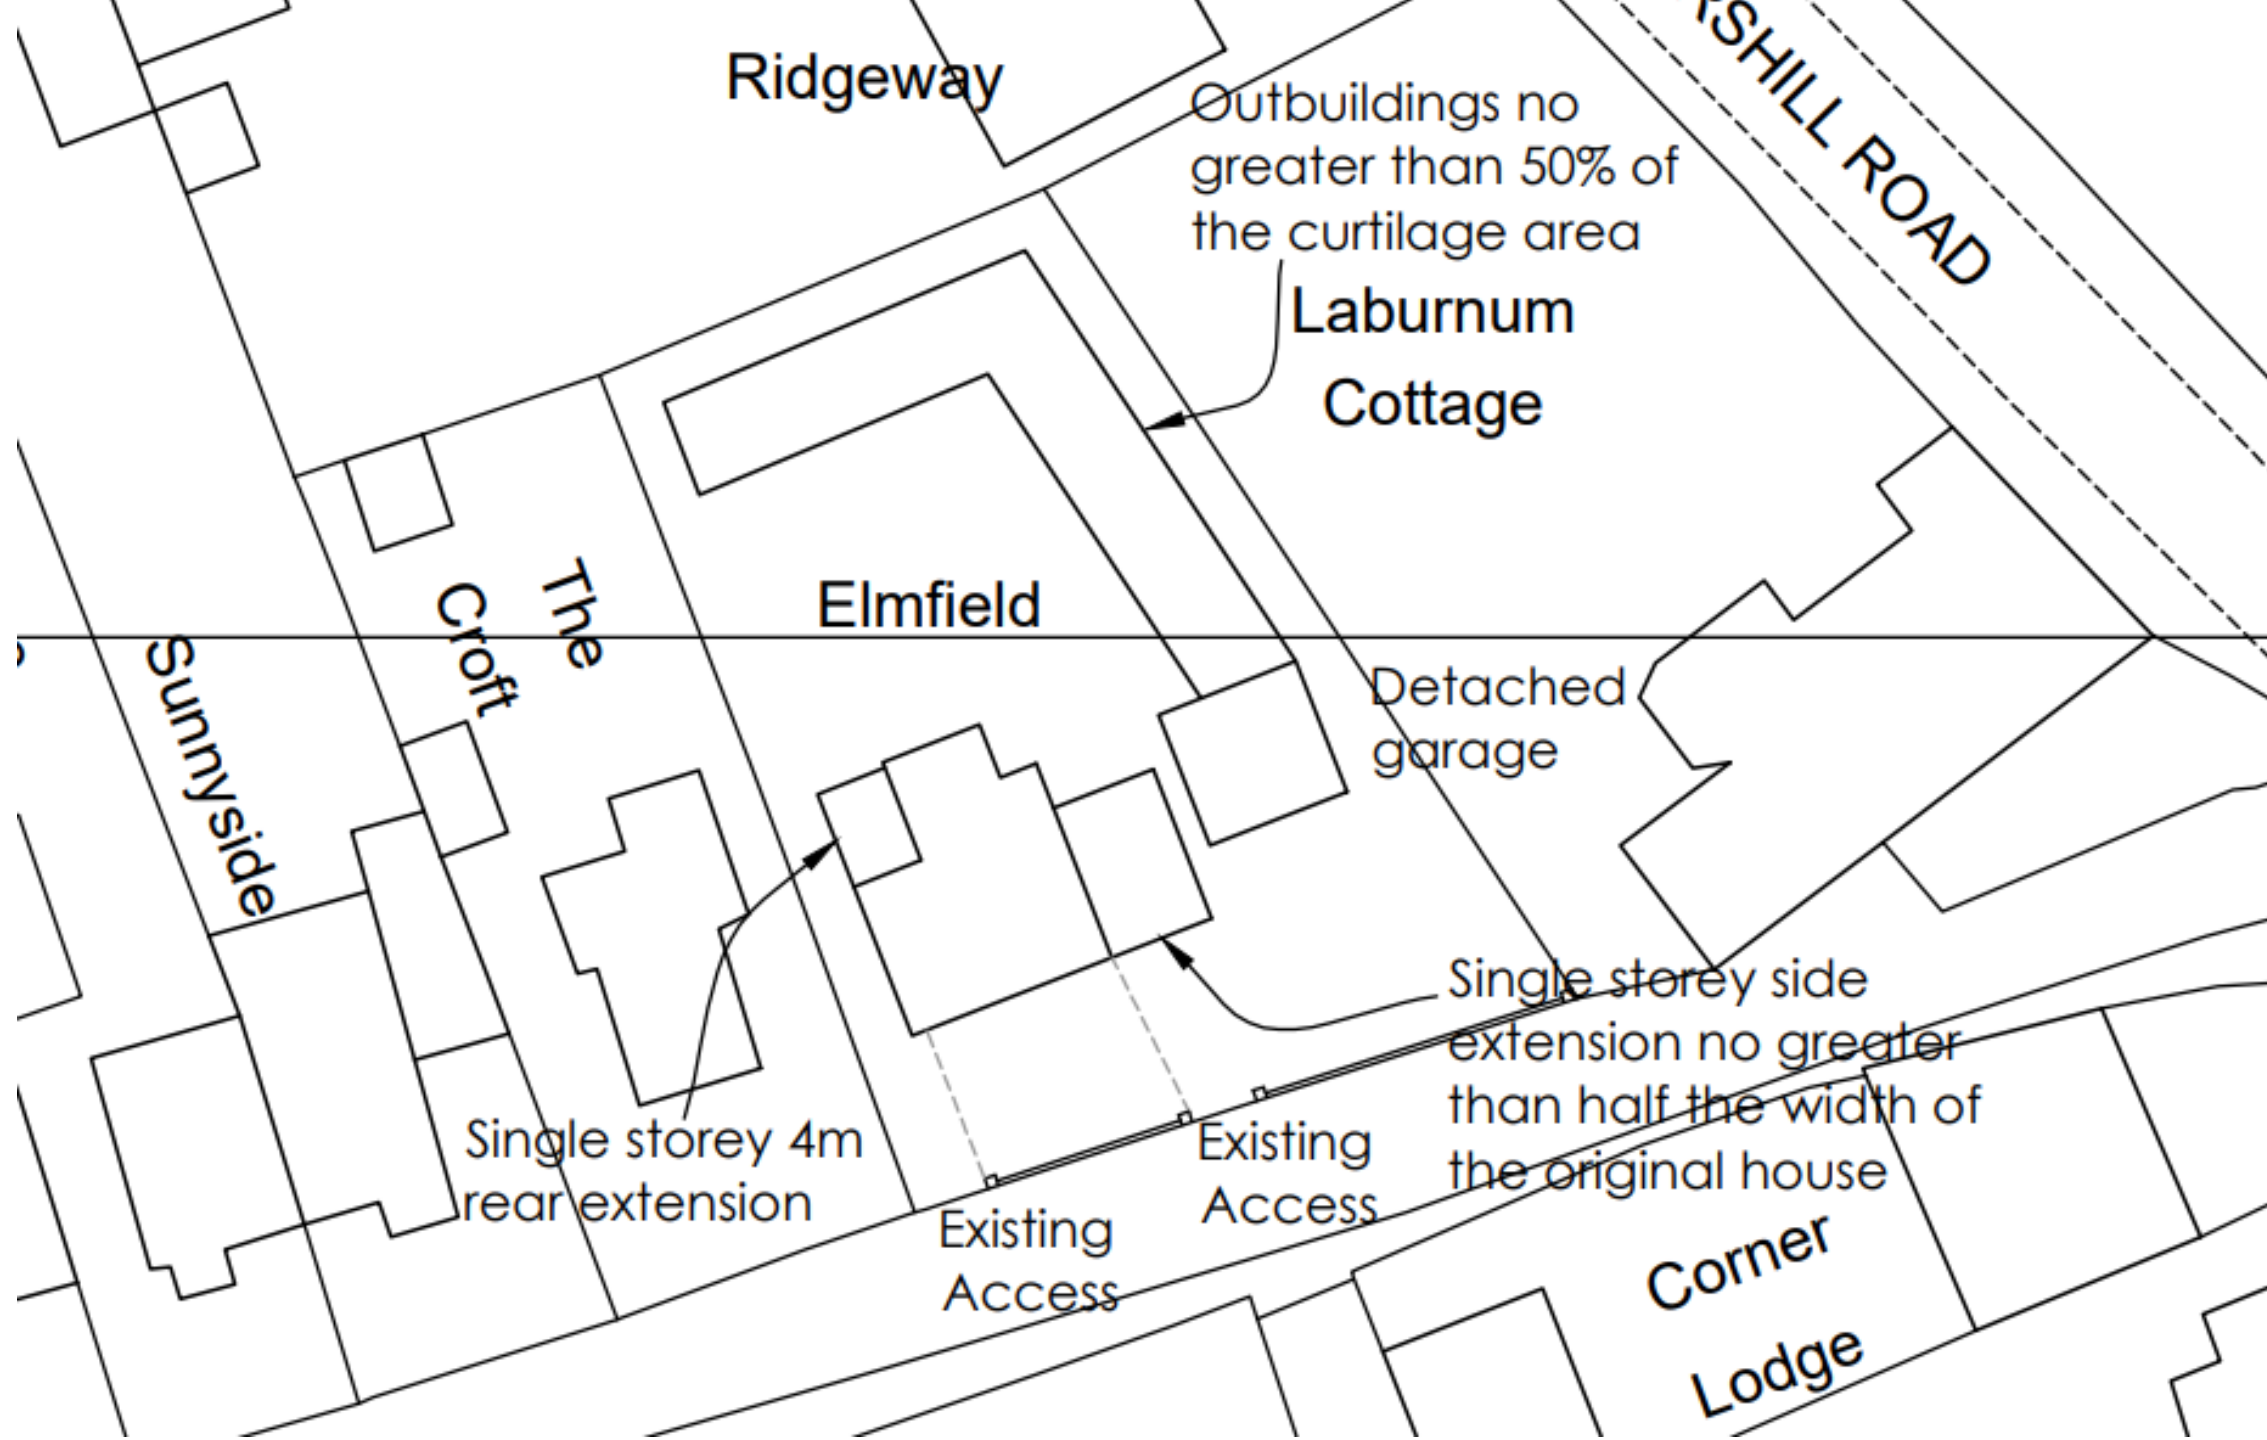 Ridgeway
Outbuildings no
greater than 50% of
the curtilage area
RSHILL ROAD
Laburnum
Cottage
The
Croft
Elmfield
Sunnyside
Detached
garage
Single storey side
extension no greater
than half the width of
the original house
Single storey 4m
rear extension
Existing
Access
Existing
Access
Corner
Lodge